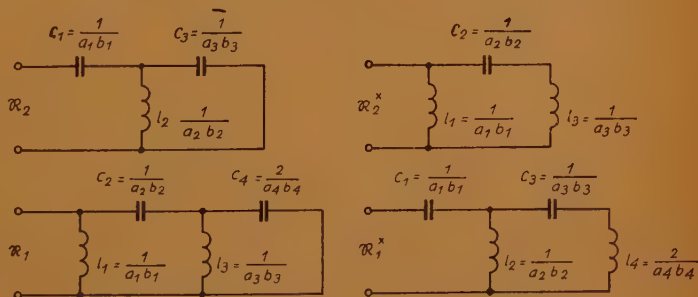 C₁ = 1/(a₁b₁) C₃ = 1/(a₃b₃)
ℛ₂ l₂ 1/(a₂b₂)
C₂ = 1/(a₂b₂)
ℛ₂ˣ l₁ = 1/(a₁b₁) l₃ = 1/(a₃b₃)
C₂ = 1/(a₂b₂) C₄ = 2/(a₄b₄)
ℛ₁ l₁ = 1/(a₁b₁) l₃ = 1/(a₃b₃)
C₁ = 1/(a₁b₁) C₃ = 1/(a₃b₃)
ℛ₁ˣ l₂ = 1/(a₂b₂) l₄ = 2/(a₄b₄)